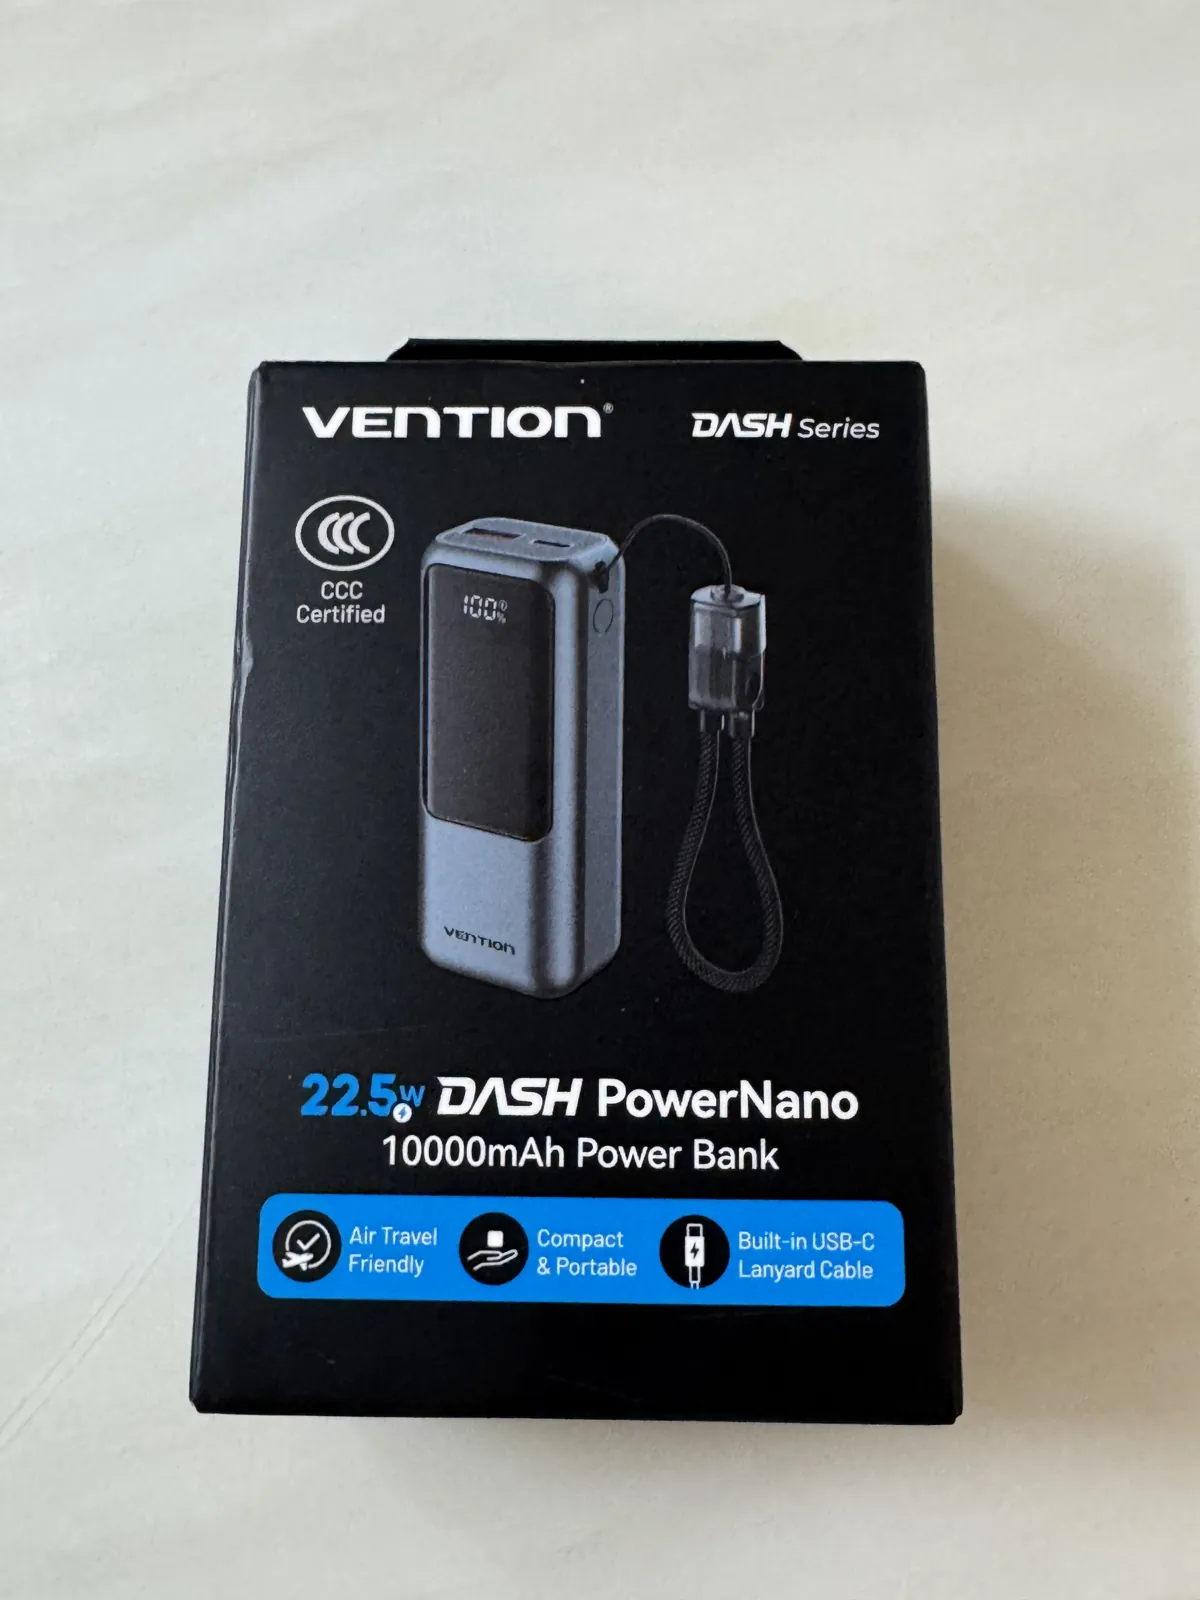 VENTION®
DASH Series
CCC
Certified
100%
VENTION
22.5W DASH PowerNano
10000mAh Power Bank
Air Travel
Friendly
Compact
& Portable
Built-in USB-C
Lanyard Cable